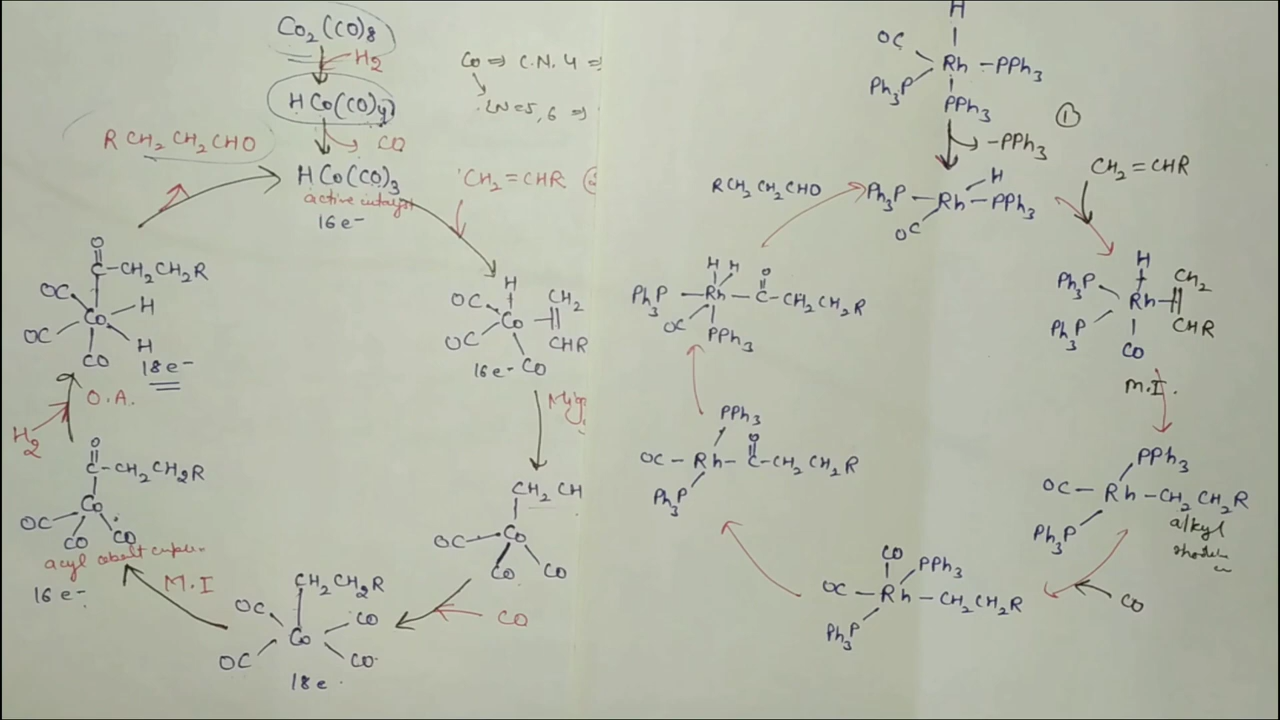 Co₂(CO)₈
H₂
HCo(CO)₄
CO
HCo(CO)₃
active catalyst
16e-
Co ⇒ C.N. 4 ⇒
CN=5,6 ⇒
CH₂=CHR
RCH₂CH₂CHO
H
OC
Co
CH₂
||
CHR
OC
CO
16e-
CH₂ CH
OC
Co
CO
CO
CO
CH₂CH₂R
OC
CO
Co
OC
CO
18e
M.I
O
||
C-CH₂CH₂R
Co
OC
CO
CO
acyl cobalt
16e-
H₂
O.A.
O
||
C-CH₂CH₂R
OC
H
Co
OC
H
CO
18e-
H
OC
Rh-PPh₃
Ph₃P
PPh₃
①
-PPh₃
CH₂=CHR
H
Ph₃P-Rh-PPh₃
OC
RCH₂CH₂CHO
H
Ph₃P
CH₂
Rh-||
Ph₃P
CHR
CO
M.I.
PPh₃
OC-Rh-CH₂CH₂R
Ph₃P
alkyl
CO
CO
PPh₃
OC-Rh-CH₂CH₂R
Ph₃P
PPh₃
O
||
OC-Rh-C-CH₂CH₂R
Ph₃P
H H
O
||
Ph₃P-Rh-C-CH₂CH₂R
OC
PPh₃